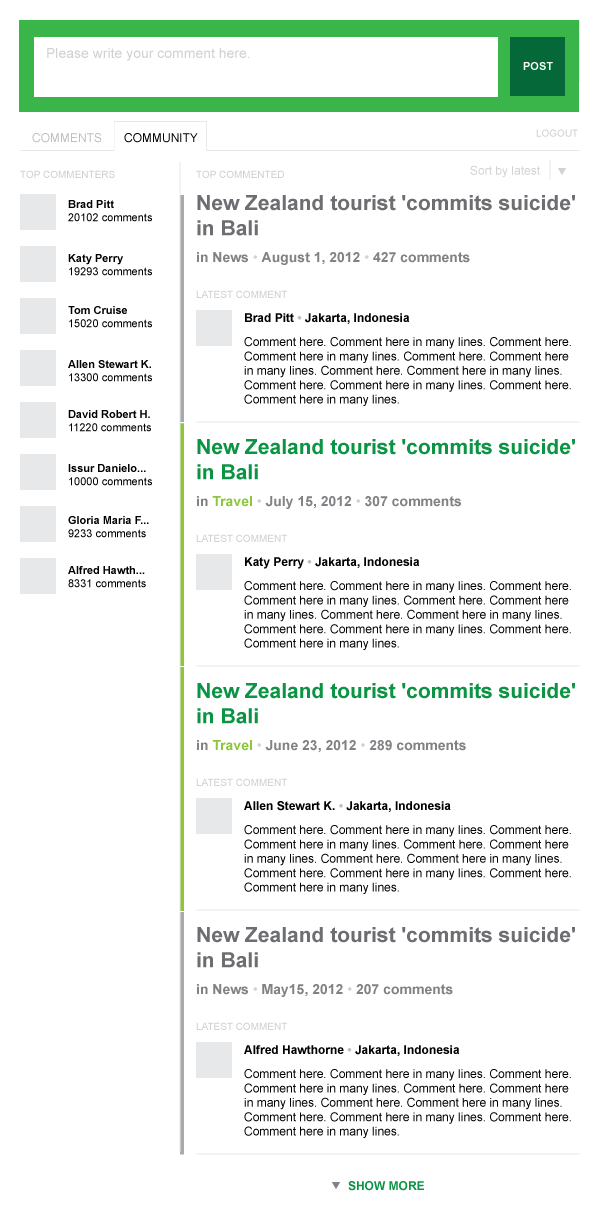 Please write your comment here.
POST
COMMENTS
COMMUNITY
LOGOUT
TOP COMMENTERS
Brad Pitt
20102 comments
Katy Perry
19293 comments
Tom Cruise
15020 comments
Allen Stewart K.
13300 comments
David Robert H.
11220 comments
Issur Danielo...
10000 comments
Gloria Maria F...
9233 comments
Alfred Hawth...
8331 comments
TOP COMMENTED
Sort by latest
New Zealand tourist 'commits suicide'
in Bali
in News • August 1, 2012 • 427 comments
LATEST COMMENT
Brad Pitt • Jakarta, Indonesia
Comment here. Comment here in many lines. Comment here.
Comment here in many lines. Comment here. Comment here
in many lines. Comment here. Comment here in many lines.
Comment here. Comment here in many lines. Comment here.
Comment here in many lines.
New Zealand tourist 'commits suicide'
in Bali
in Travel • July 15, 2012 • 307 comments
LATEST COMMENT
Katy Perry • Jakarta, Indonesia
Comment here. Comment here in many lines. Comment here.
Comment here in many lines. Comment here. Comment here
in many lines. Comment here. Comment here in many lines.
Comment here. Comment here in many lines. Comment here.
Comment here in many lines.
New Zealand tourist 'commits suicide'
in Bali
in Travel • June 23, 2012 • 289 comments
LATEST COMMENT
Allen Stewart K. • Jakarta, Indonesia
Comment here. Comment here in many lines. Comment here.
Comment here in many lines. Comment here. Comment here
in many lines. Comment here. Comment here in many lines.
Comment here. Comment here in many lines. Comment here.
Comment here in many lines.
New Zealand tourist 'commits suicide'
in Bali
in News • May15, 2012 • 207 comments
LATEST COMMENT
Alfred Hawthorne • Jakarta, Indonesia
Comment here. Comment here in many lines. Comment here.
Comment here in many lines. Comment here. Comment here
in many lines. Comment here. Comment here in many lines.
Comment here. Comment here in many lines. Comment here.
Comment here in many lines.
SHOW MORE